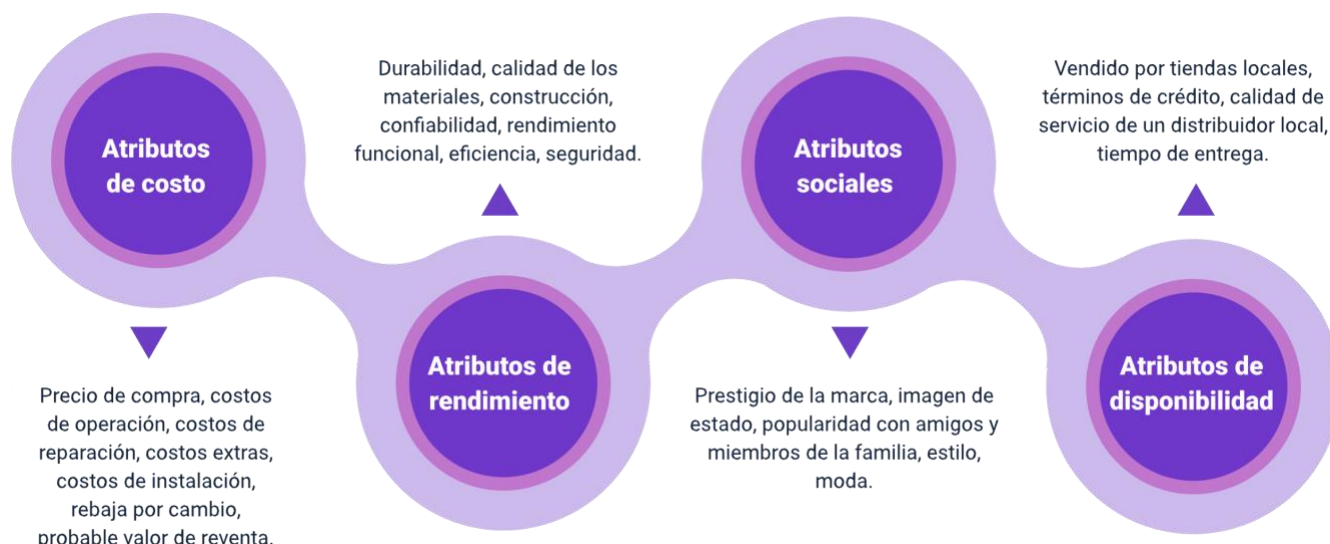 Atributos
de costo
Precio de compra, costos
de operación, costos de
reparación, costos extras,
costos de instalación,
rebaja por cambio,
probable valor de reventa.
Durabilidad, calidad de los
materiales, construcción,
confiabilidad, rendimiento
funcional, eficiencia, seguridad.
Atributos de
rendimiento
Atributos
sociales
Prestigio de la marca, imagen de
estado, popularidad con amigos y
miembros de la familia, estilo,
moda.
Vendido por tiendas locales,
términos de crédito, calidad de
servicio de un distribuidor local,
tiempo de entrega.
Atributos de
disponibilidad